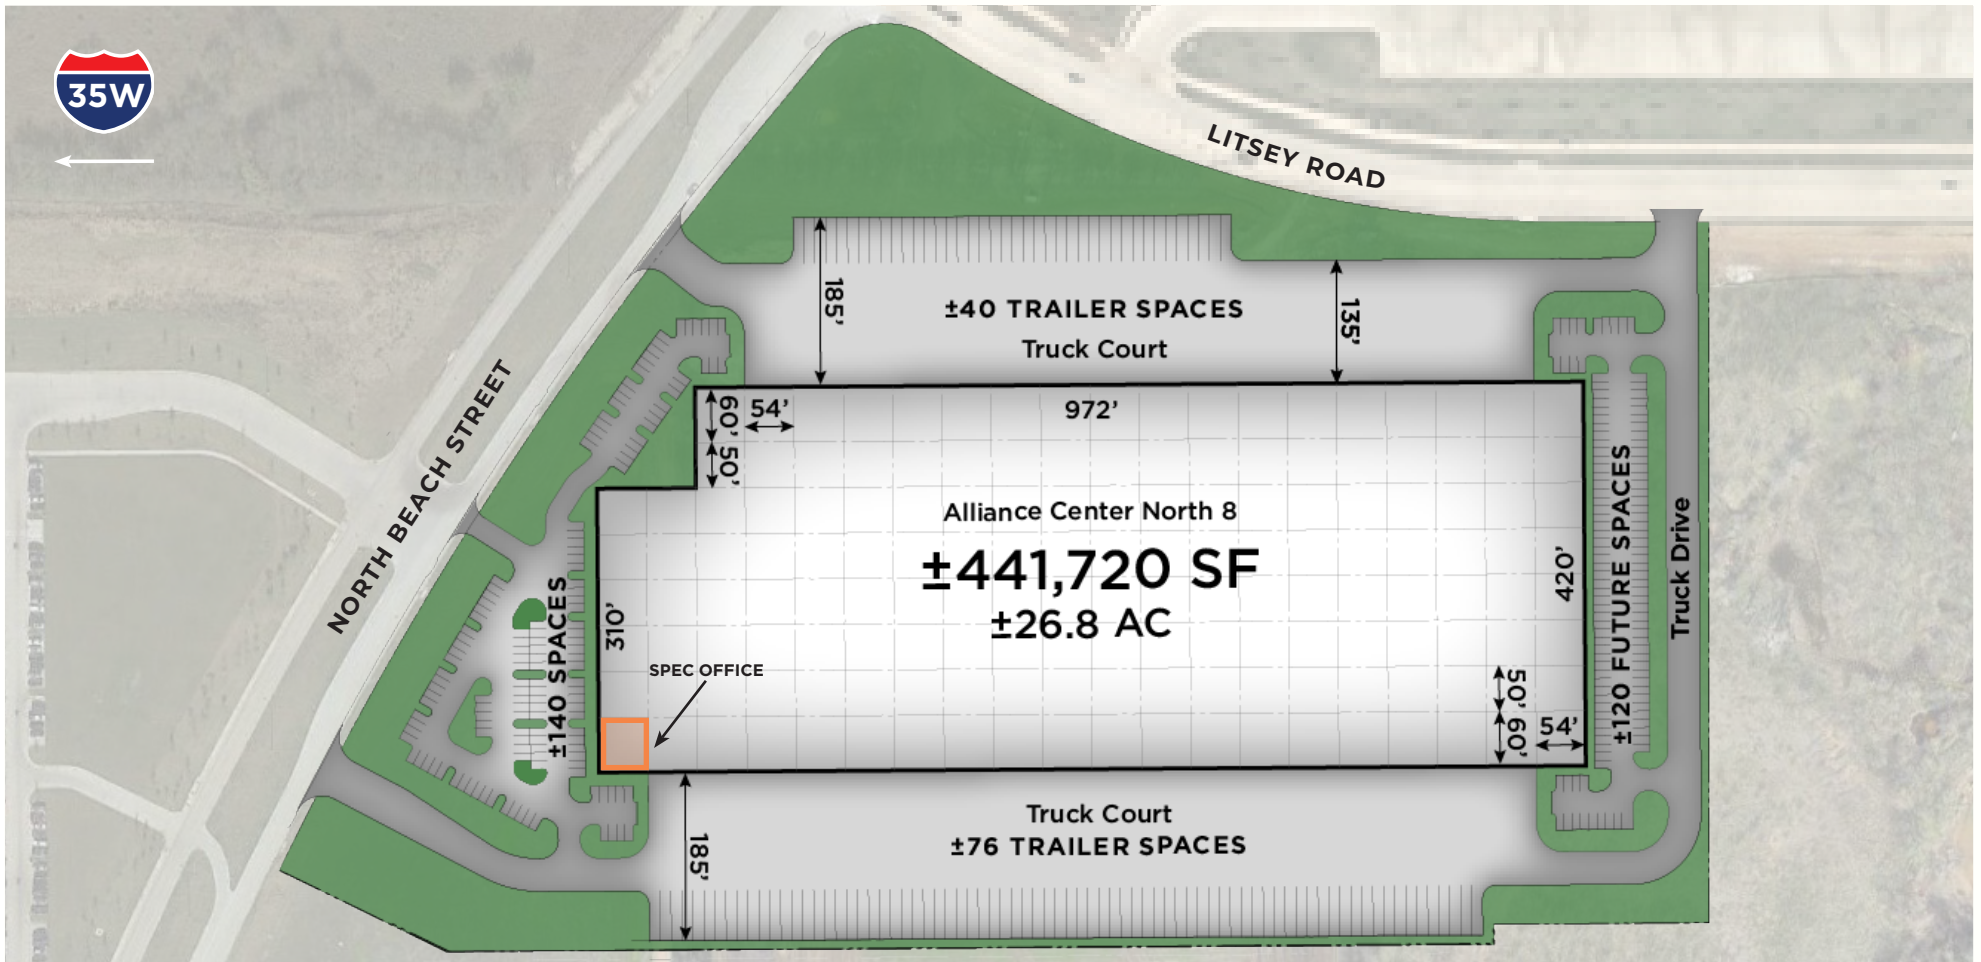 35W
LITSEY ROAD
NORTH BEACH STREET
185’
±40 TRAILER SPACES
Truck Court
135’
60’
54’
972’
50’
Alliance Center North 8
±441,720 SF
±26.8 AC
310’
420’
SPEC OFFICE
±140 SPACES
±120 FUTURE SPACES
Truck Drive
50’
60’
54’
185’
Truck Court
±76 TRAILER SPACES